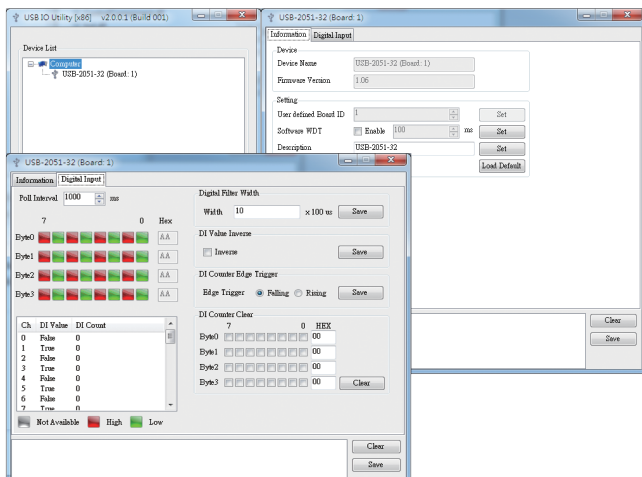 USB IO Utility [x86] v2.0.0.1 (Build 001)
Device List
Computer
USB-2051-32 (Board: 1)
USB-2051-32 (Board: 1)
Information Digital Input
Device
Device Name USB-2051-32 (Board: 1)
Firmware Version 1.06
Setting
User defined Board ID 1 Set
Software WDT Enable 100 ms Set
Description USB-2051-32 Set
Load Default
Clear
Save
USB-2051-32 (Board: 1)
Information Digital Input
Poll Interval 1000 ms
7 0 Hex
Byte0 AA
Byte1 AA
Byte2 AA
Byte3 AA
Ch DI Value DI Count
0 False 0
1 True 0
2 False 0
3 True 0
4 False 0
5 True 0
6 False 0
7 True 0
Not Available High Low
Digital Filter Width
Width 10 x 100 us Save
DI Value Inverse
Inverse Save
DI Counter Edge Trigger
Edge Trigger Falling Rising Save
DI Counter Clear
7 0 HEX
Byte0 00
Byte1 00
Byte2 00
Byte3 00 Clear
Clear
Save